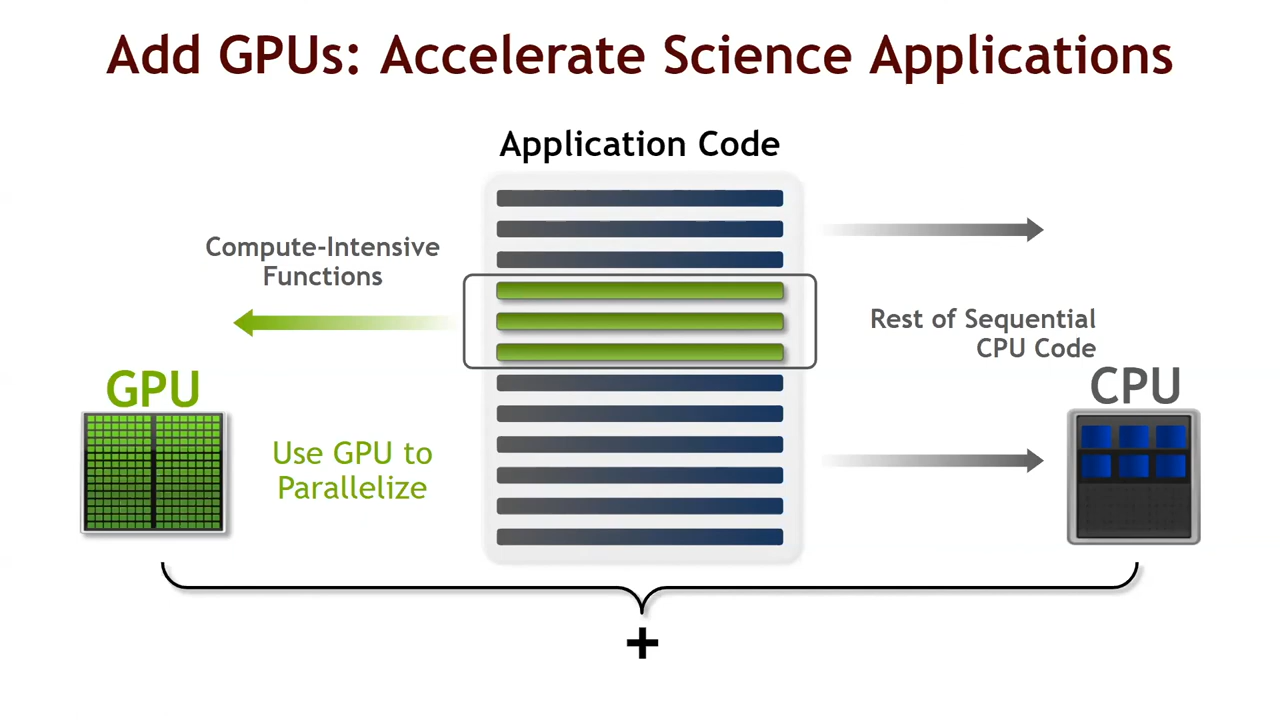 Add GPUs: Accelerate Science Applications
Application Code
Compute-Intensive
Functions
Rest of Sequential
CPU Code
GPU
CPU
Use GPU to
Parallelize
+